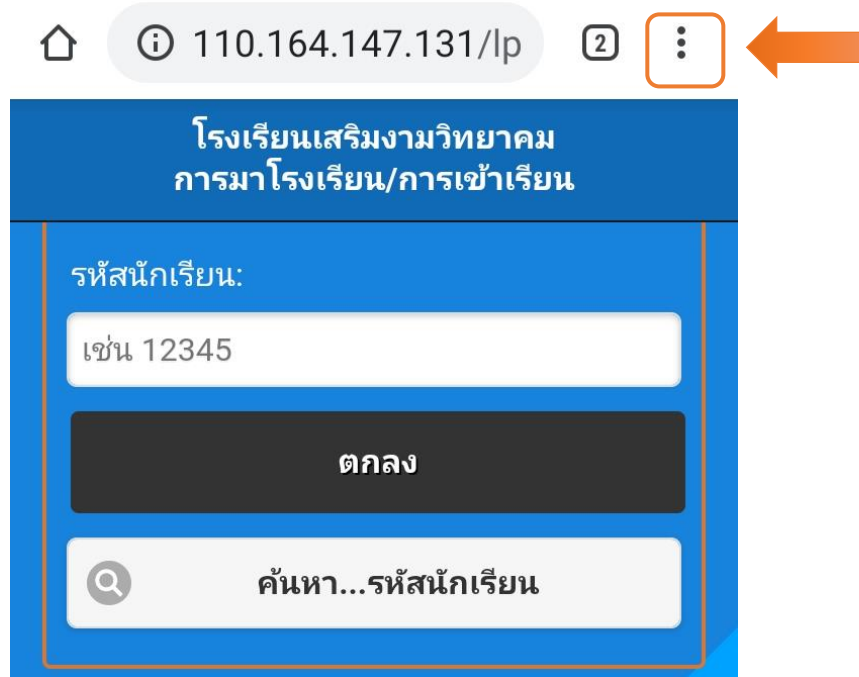 110.164.147.131/lp
2
โรงเรียนเสริมงามวิทยาคม
การมาโรงเรียน/การเข้าเรียน
รหัสนักเรียน:
เช่น 12345
ตกลง
ค้นหา...รหัสนักเรียน